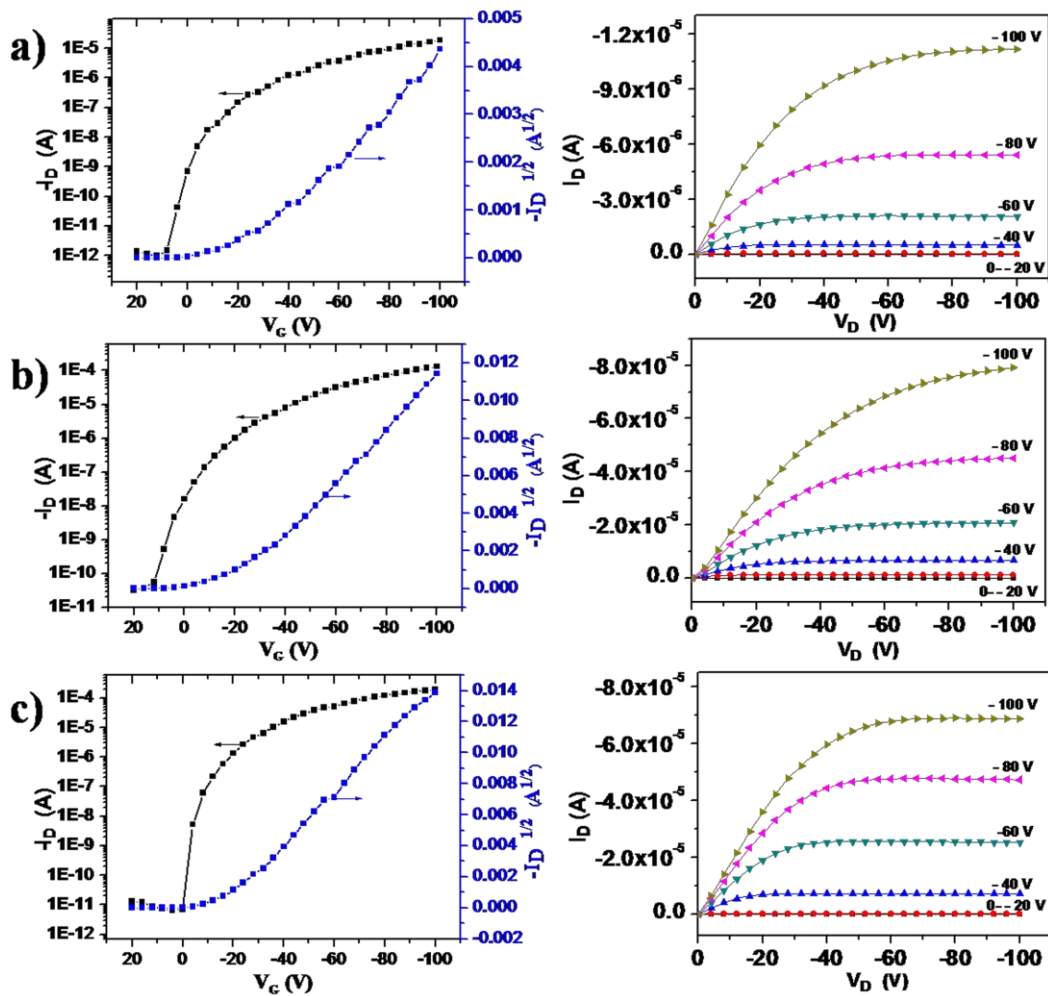 a)
-I_D (A)
1E-5
1E-6
1E-7
1E-8
1E-9
1E-10
1E-11
1E-12
20 0 -20 -40 -60 -80 -100
V_G (V)
0.005
0.004
0.003
0.002
0.001
0.000
-I_D^1/2 (A^1/2)
I_D (A)
-1.2x10^-5
-9.0x10^-6
-6.0x10^-6
-3.0x10^-6
0.0
-100 V
-80 V
-60 V
-40 V
0--20 V
0 -20 -40 -60 -80 -100
V_D (V)
b)
-I_D (A)
1E-4
1E-5
1E-6
1E-7
1E-8
1E-9
1E-10
1E-11
20 0 -20 -40 -60 -80 -100
V_G (V)
0.012
0.010
0.008
0.006
0.004
0.002
0.000
-I_D^1/2 (A^1/2)
I_D (A)
-8.0x10^-5
-6.0x10^-5
-4.0x10^-5
-2.0x10^-5
0.0
-100 V
-80 V
-60 V
-40 V
0--20 V
0 -20 -40 -60 -80 -100
V_D (V)
c)
-I_D (A)
1E-4
1E-5
1E-6
1E-7
1E-8
1E-9
1E-10
1E-11
1E-12
20 0 -20 -40 -60 -80 -100
V_G (V)
0.014
0.012
0.010
0.008
0.006
0.004
0.002
0.000
-0.002
-I_D^1/2 (A^1/2)
I_D (A)
-8.0x10^-5
-6.0x10^-5
-4.0x10^-5
-2.0x10^-5
0.0
-100 V
-80 V
-60 V
-40 V
0--20 V
0 -20 -40 -60 -80 -100
V_D (V)